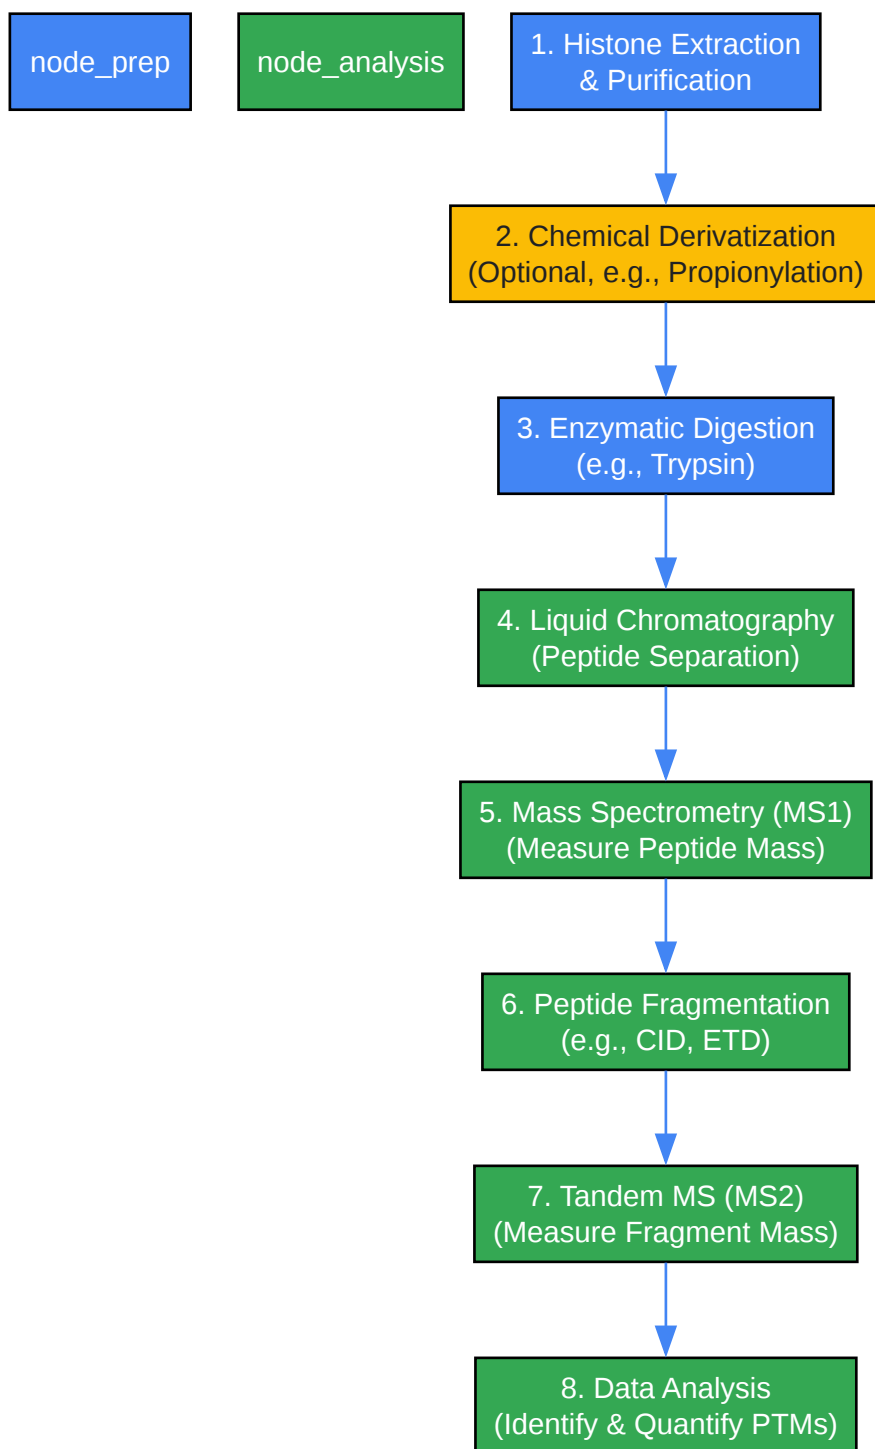 node_prep
node_analysis
1. Histone Extraction
& Purification
2. Chemical Derivatization
(Optional, e.g., Propionylation)
3. Enzymatic Digestion
(e.g., Trypsin)
4. Liquid Chromatography
(Peptide Separation)
5. Mass Spectrometry (MS1)
(Measure Peptide Mass)
6. Peptide Fragmentation
(e.g., CID, ETD)
7. Tandem MS (MS2)
(Measure Fragment Mass)
8. Data Analysis
(Identify & Quantify PTMs)